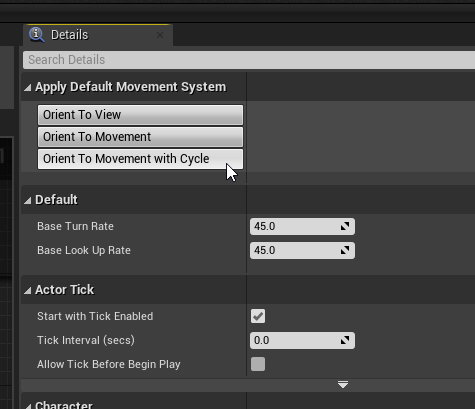 Details
Search Details
Apply Default Movement System
Orient To View
Orient To Movement
Orient To Movement with Cycle
Default
Base Turn Rate 45.0
Base Look Up Rate 45.0
Actor Tick
Start with Tick Enabled
Tick Interval (secs) 0.0
Allow Tick Before Begin Play
Character